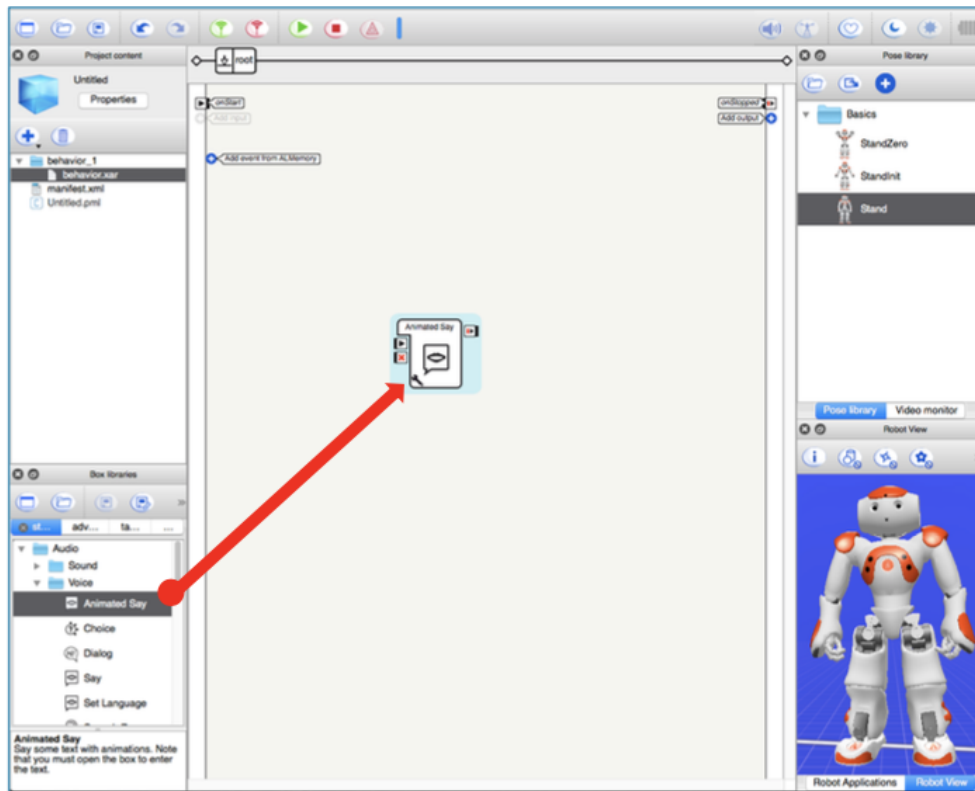 Project content
Untitled
Properties
behavior_1
behavior.xar
manifest.xml
Untitled.pml
Box libraries
st...
adv...
ta...
...
Audio
Sound
Voice
Animated Say
Choice
Dialog
Say
Set Language
Animated Say
Say some text with animations. Note
that you must open the box to enter
the text.
root
onStart
Add input
Add event from ALMemory
onStopped
Add output
Animated Say
Pose library
Basics
StandZero
StandInit
Stand
Pose library
Video monitor
Robot View
Robot Applications
Robot View